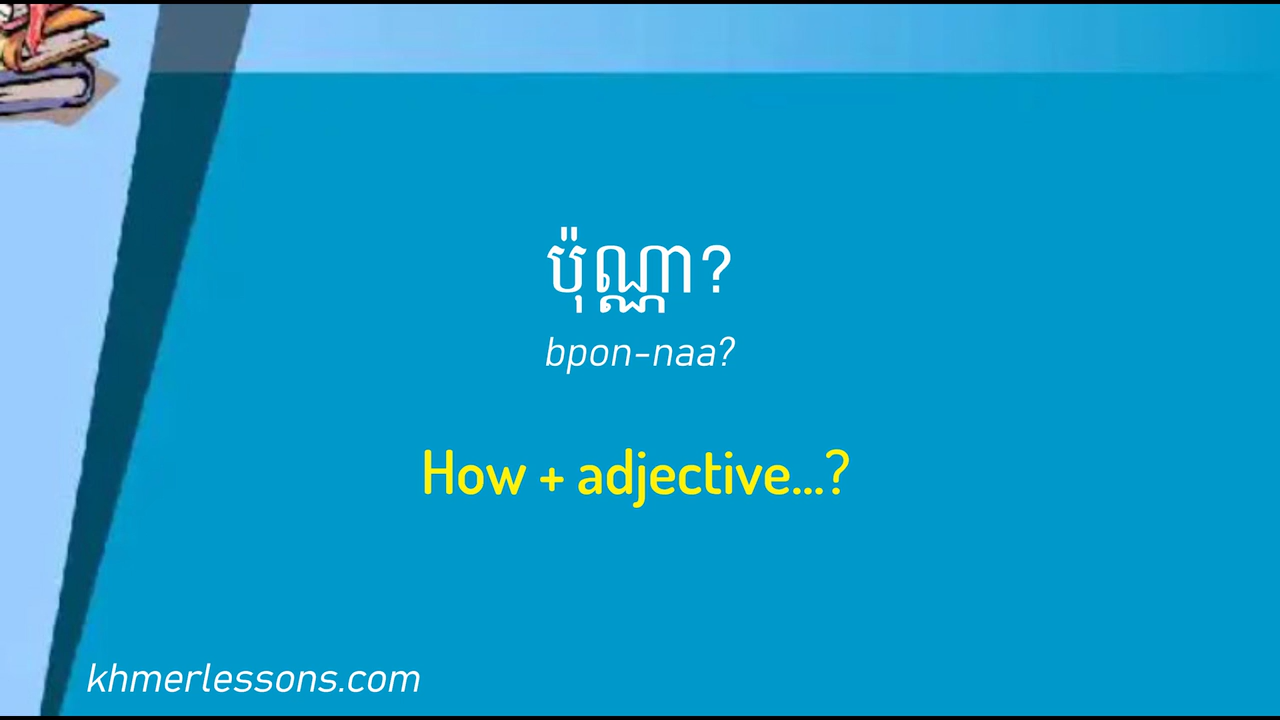 ប៉ុណ្ណា?
bpon-naa?
How + adjective...?
khmerlessons.com